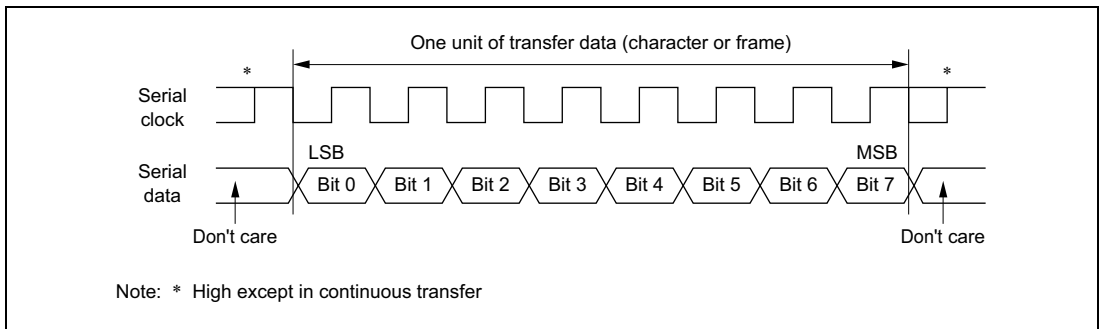 One unit of transfer data (character or frame)
* *
Serial
clock
LSB MSB
Serial
data
Bit 0 Bit 1 Bit 2 Bit 3 Bit 4 Bit 5 Bit 6 Bit 7
Don't care Don't care
Note: * High except in continuous transfer